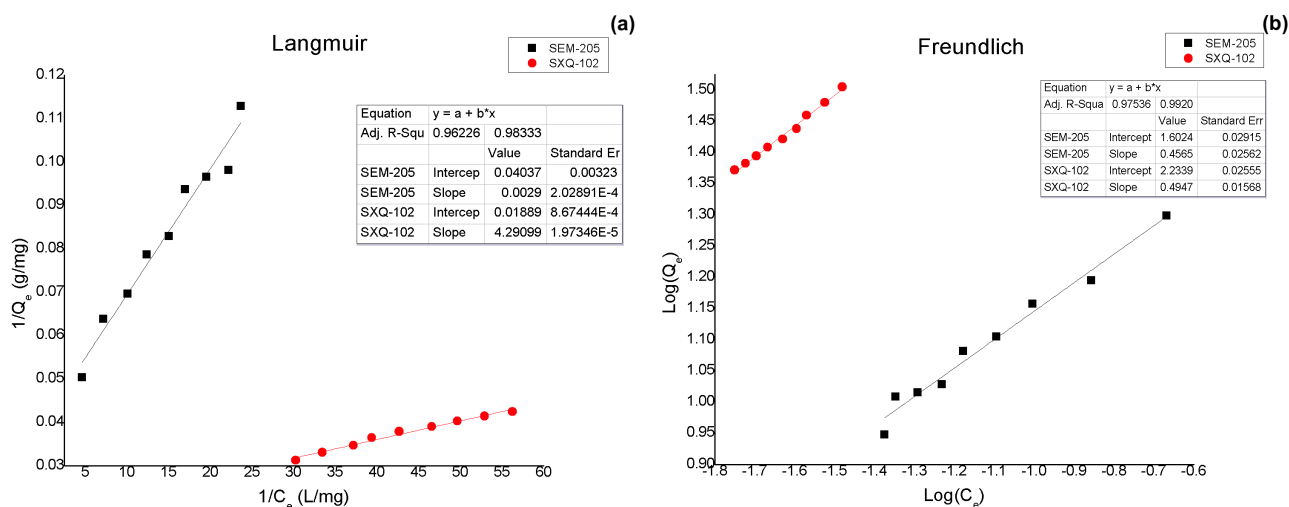 (a)
Langmuir
SEM-205
SXQ-102
0.12
0.11
0.10
0.09
0.08
0.07
0.06
0.05
0.04
0.03
1/Qe (g/mg)
Equation y = a + b*x
Adj. R-Squ 0.96226 0.98333
Value Standard Er
SEM-205 Intercep 0.04037 0.00323
SEM-205 Slope 0.0029 2.02891E-4
SXQ-102 Intercep 0.01889 8.67444E-4
SXQ-102 Slope 4.29099 1.97346E-5
5 10 15 20 25 30 35 40 45 50 55 60
1/Ce (L/mg)
(b)
Freundlich
SEM-205
SXQ-102
1.50
1.45
1.40
1.35
1.30
1.25
1.20
1.15
1.10
1.05
1.00
0.95
0.90
Log(Qe)
Equation y = a + b*x
Adj. R-Squa 0.97536 0.9920
Value Standard Err
SEM-205 Intercept 1.6024 0.02915
SEM-205 Slope 0.4565 0.02562
SXQ-102 Intercept 2.2339 0.02555
SXQ-102 Slope 0.4947 0.01568
-1.8 -1.7 -1.6 -1.5 -1.4 -1.3 -1.2 -1.1 -1.0 -0.9 -0.8 -0.7 -0.6
Log(Ce)